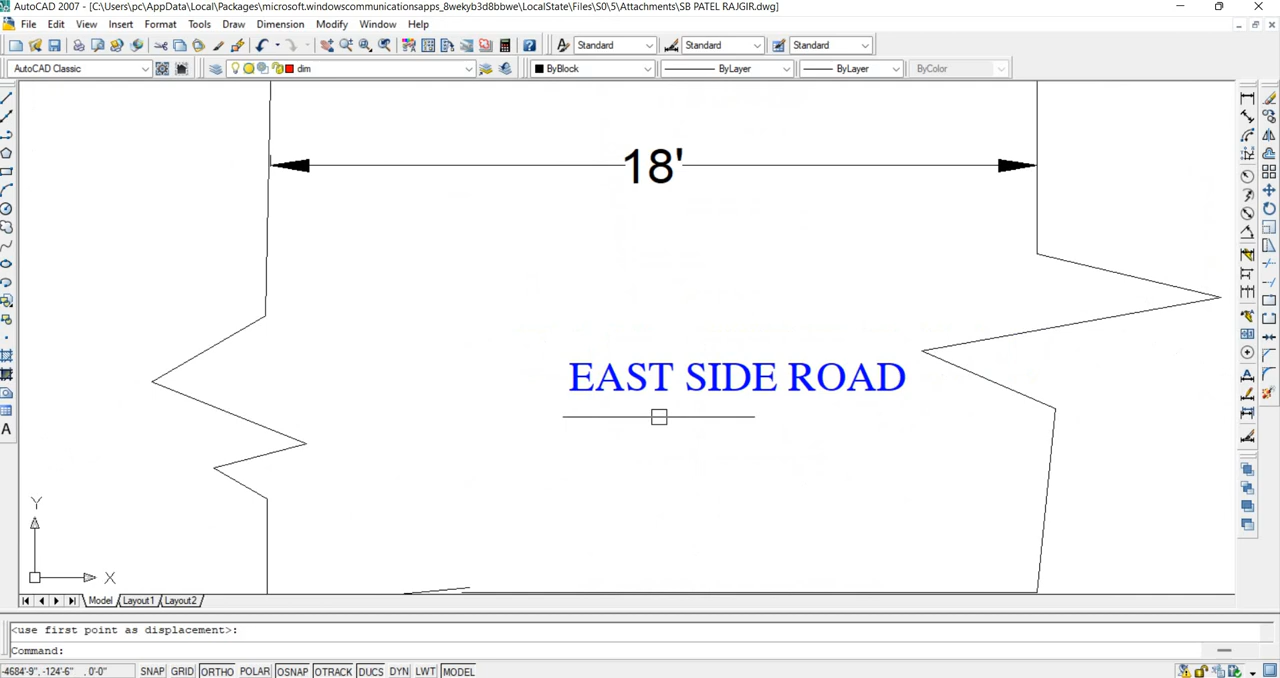 AutoCAD 2007 - [C:\Users\pc\AppData\Local\Packages\microsoft.windowscommunicationsapps_8wekyb3d8bbwe\LocalState\Files\S0\5\Attachments\SB PATEL RAJGIR.dwg]
File Edit View Insert Format Tools Draw Dimension Modify Window Help
Standard Standard Standard
AutoCAD Classic dim ByBlock ByLayer ByLayer ByColor
18'
EAST SIDE ROAD
Y
X
Model Layout1 Layout2
<use first point as displacement>:
Command:
-4684'-9", -124'-6" , 0'-0" SNAP GRID ORTHO POLAR OSNAP OTRACK DUCS DYN LWT MODEL